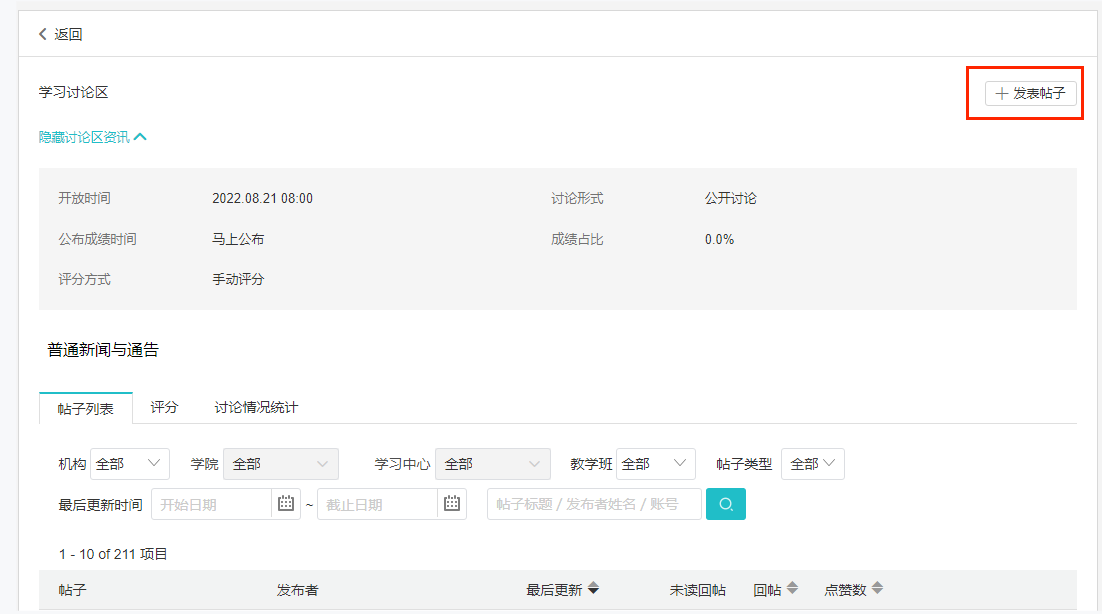 返回
学习讨论区
发表帖子
隐藏讨论区资讯
开放时间 2022.08.21 08:00 讨论形式 公开讨论
公布成绩时间 马上公布 成绩占比 0.0%
评分方式 手动评分
普通新闻与通告
帖子列表 评分 讨论情况统计
机构 全部 学院 全部 学习中心 全部 教学班 全部 帖子类型 全部
最后更新时间 开始日期 ~ 截止日期 帖子标题 / 发布者姓名 / 账号
1 - 10 of 211 项目
帖子 发布者 最后更新 未读回帖 回帖 点赞数